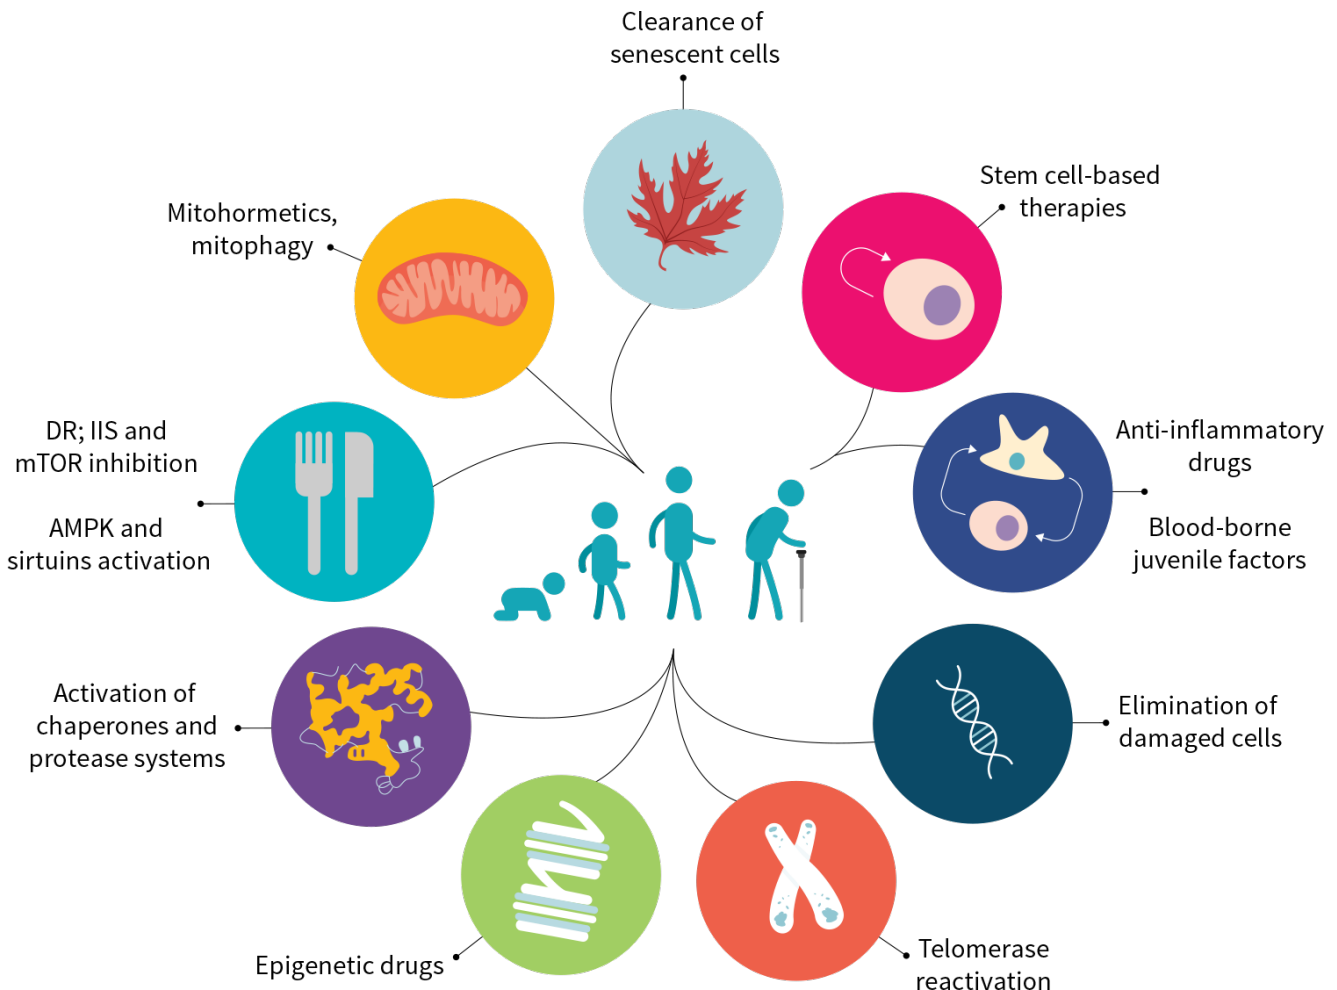 Clearance of
senescent cells
Stem cell-based
therapies
Mitohormetics,
mitophagy
Anti-inflammatory
drugs
Blood-borne
juvenile factors
DR; IIS and
mTOR inhibition
AMPK and
sirtuins activation
Activation of
chaperones and
protease systems
Elimination of
damaged cells
Epigenetic drugs
Telomerase
reactivation